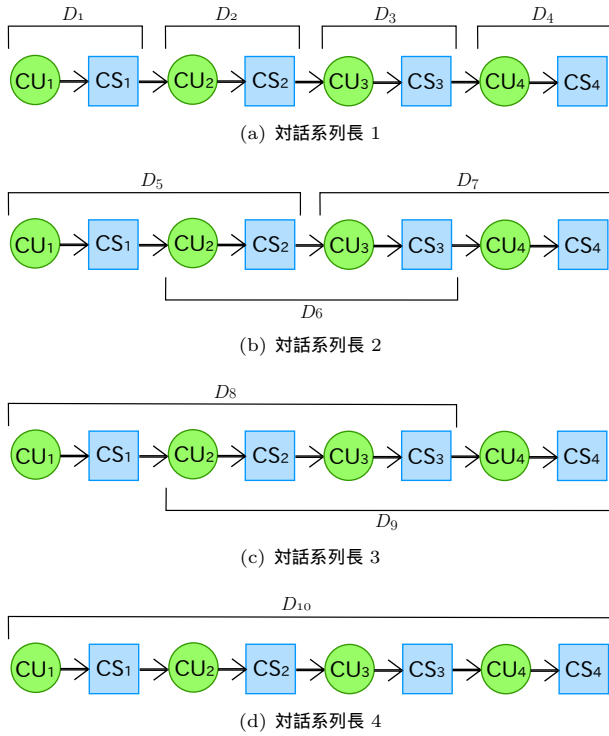 D₁ D₂ D₃ D₄
CU₁ CS₁ CU₂ CS₂ CU₃ CS₃ CU₄ CS₄
(a) 対話系列長 1
D₅ D₇
CU₁ CS₁ CU₂ CS₂ CU₃ CS₃ CU₄ CS₄
D₆
(b) 対話系列長 2
D₈
CU₁ CS₁ CU₂ CS₂ CU₃ CS₃ CU₄ CS₄
D₉
(c) 対話系列長 3
D₁₀
CU₁ CS₁ CU₂ CS₂ CU₃ CS₃ CU₄ CS₄
(d) 対話系列長 4